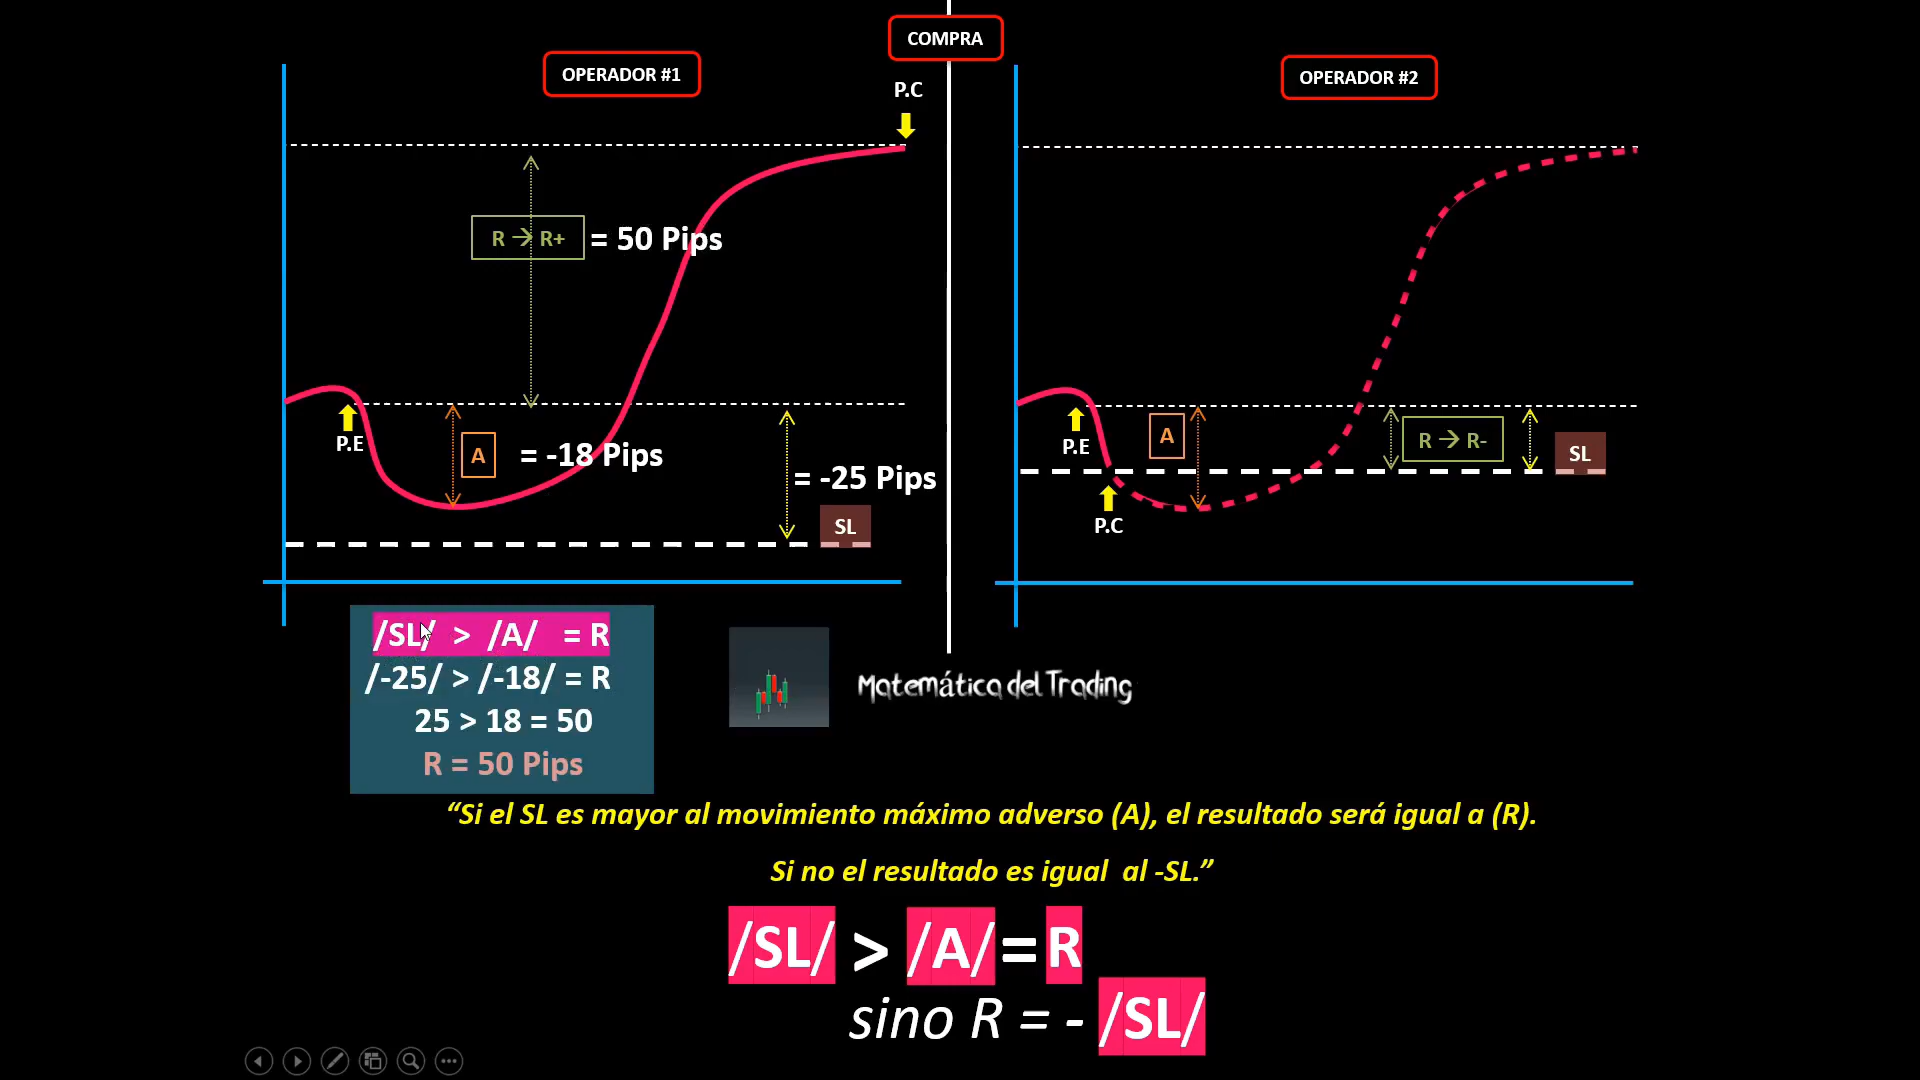 COMPRA
OPERADOR #1
P.C
R → R+ = 50 Pips
P.E
A = -18 Pips
= -25 Pips
SL
OPERADOR #2
A
R → R-
SL
P.E
P.C
/SL/ > /A/ = R
/-25/ > /-18/ = R
25 > 18 = 50
R = 50 Pips
Matemática del Trading
“Si el SL es mayor al movimiento máximo adverso (A), el resultado será igual a (R).
Si no el resultado es igual al -SL.”
/SL/ > /A/ = R
sino R = - /SL/